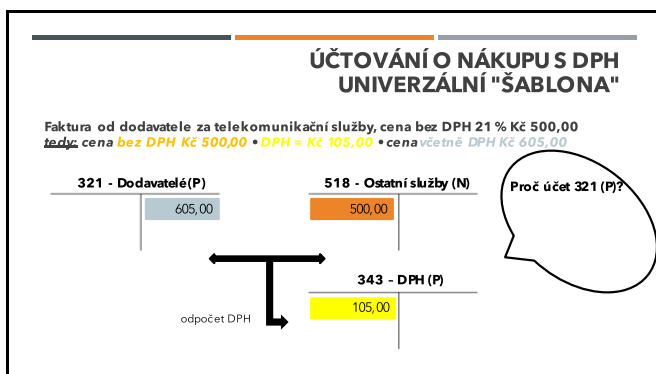 ÚČTOVÁNÍ O NÁKUPU S DPH
UNIVERZÁLNÍ "ŠABLONA"
Faktura od dodavatele za telekomunikační služby, cena bez DPH 21 % Kč 500,00
tedy: cena bez DPH Kč 500,00 • DPH = Kč 105,00 • cena včetně DPH Kč 605,00
321 - Dodavatelé(P)
518 - Ostatní služby (N)
Proč účet 321 (P)?
605,00
500,00
343 – DPH (P)
105,00
odpočet DPH